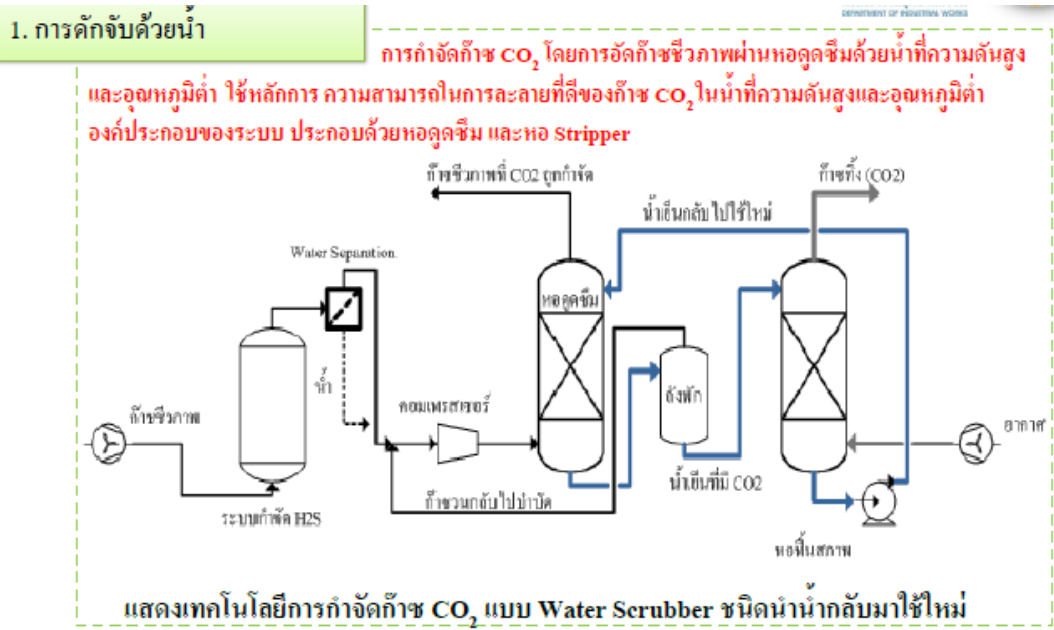 DEPARTMENT OF INDUSTRIAL WORKS
1. การดักจับด้วยน้ำ
การกำจัดก๊าซ CO2 โดยการอัดก๊าซชีวภาพผ่านหอดูดซึมด้วยน้ำที่ความดันสูง
และอุณหภูมิต่ำ ใช้หลักการ ความสามารถในการละลายที่ดีของก๊าซ CO2ในน้ำที่ความดันสูงและอุณหภูมิต่ำ
องค์ประกอบของระบบ ประกอบด้วยหอดูดซึม และหอ Stripper
ก๊าซชีวภาพที่ CO2 ถูกกำจัด
ก๊าซทิ้ง (CO2)
น้ำเย็นกลับไปใช้ใหม่
Water Separation
หอดูดซึม
น้ำ
ถังพัก
คอมเพรสเซอร์
ก๊าซชีวภาพ
อากาศ
น้ำเย็นที่มี CO2
ก๊าซวนกลับไปบำบัด
ระบบกำจัด H2S
หอฟื้นสภาพ
แสดงเทคโนโลยีการกำจัดก๊าซ CO2 แบบ Water Scrubber ชนิดนำน้ำกลับมาใช้ใหม่